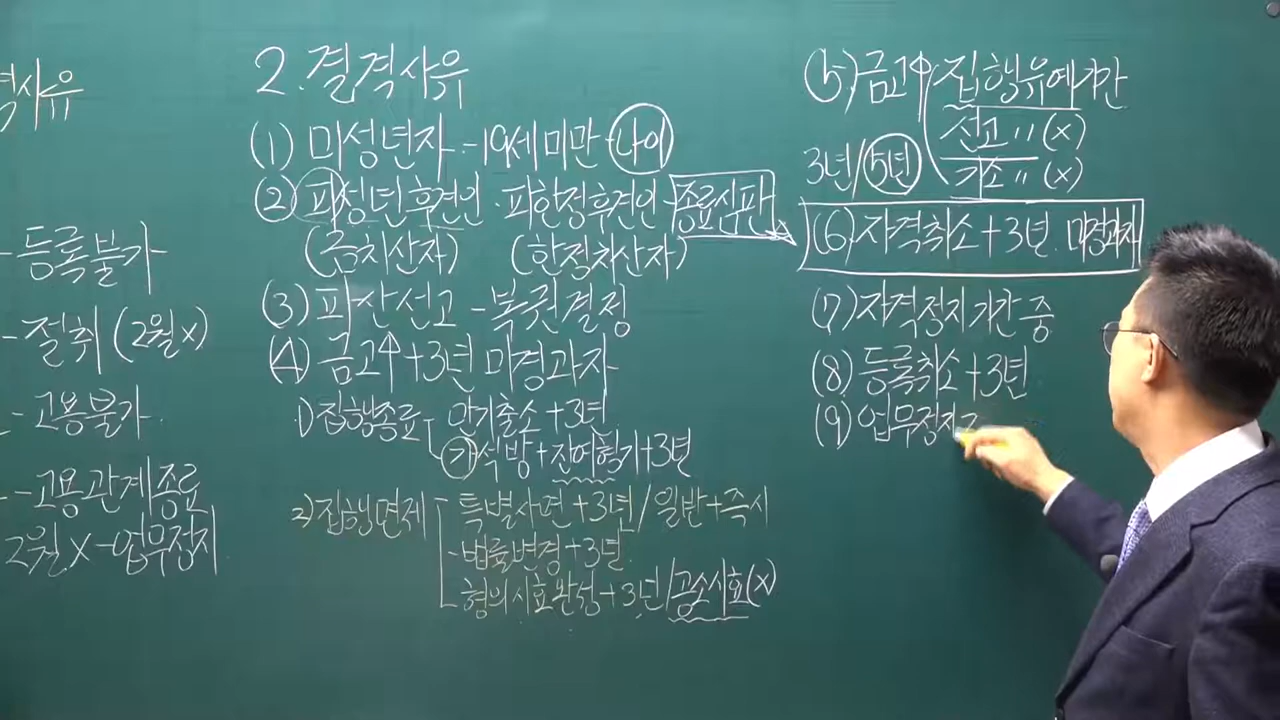 격사유
- 등록불가
- 절취 (2월x)
- 고용불가
- 고용관계종료
2월 x - 업무정지
2. 결격사유
(1) 미성년자 - 19세 미만 - 나이
(2) 피성년후견인 · 피한정후견인 - 종료심판
(금치산자) (한정치산자)
(3) 파산선고 - 복권결정
(4) 금고↑ + 3년 미경과자
1) 집행종료 - 만기출소 + 3년
가석방 + 잔여형기 + 3년
2) 집행면제 - 특별사면 + 3년 / 일반 + 즉시
- 법률변경 + 3년
- 형의 시효완성 + 3년 / 공소시효(x)
(5) 금고↑ · 집행유예기간
선고 〃 (x)
3년/5년 기소 〃 (x)
(6) 자격취소 + 3년 미경과자
(7) 자격정지기간 중
(8) 등록취소 + 3년
(9) 업무정지